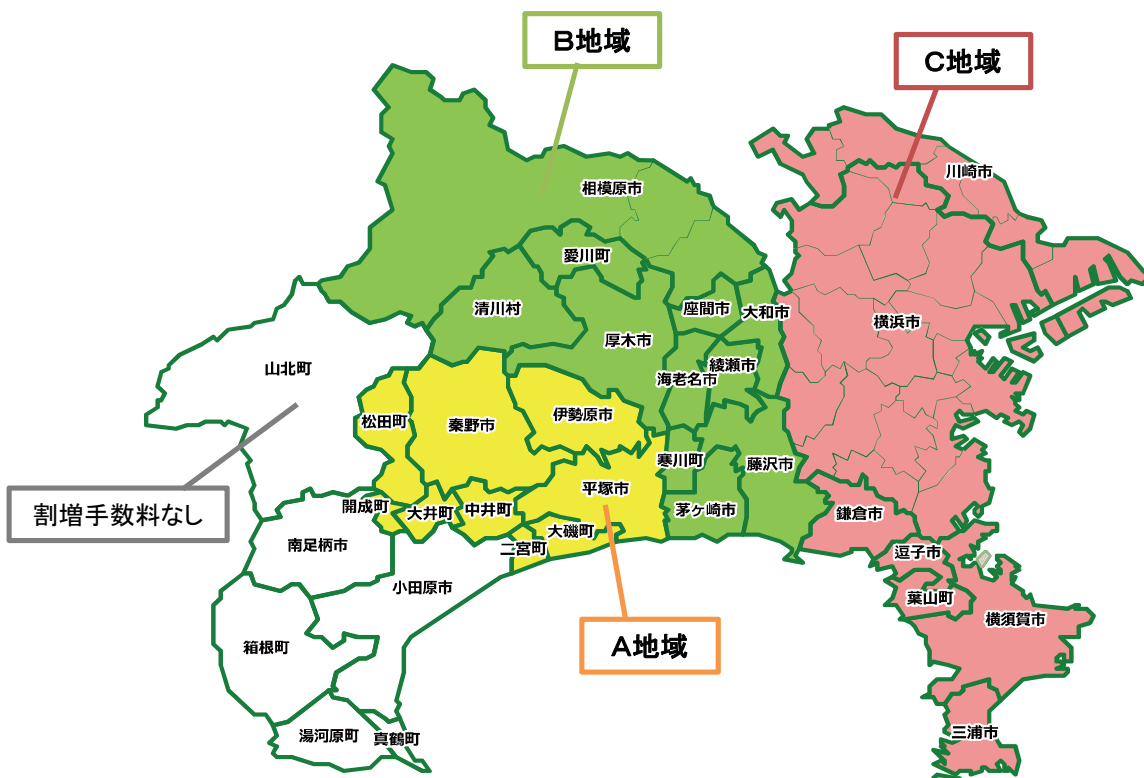 B地域
C地域
川崎市
相模原市
愛川町
清川村
座間市
大和市
横浜市
厚木市
山北町
綾瀬市
海老名市
松田町
秦野市
伊勢原市
寒川町
藤沢市
平塚市
開成町
大井町
中井町
茅ヶ崎市
鎌倉市
割増手数料なし
大磯町
南足柄市
二宮町
逗子市
小田原市
葉山町
横須賀市
箱根町
A地域
三浦市
湯河原町
真鶴町